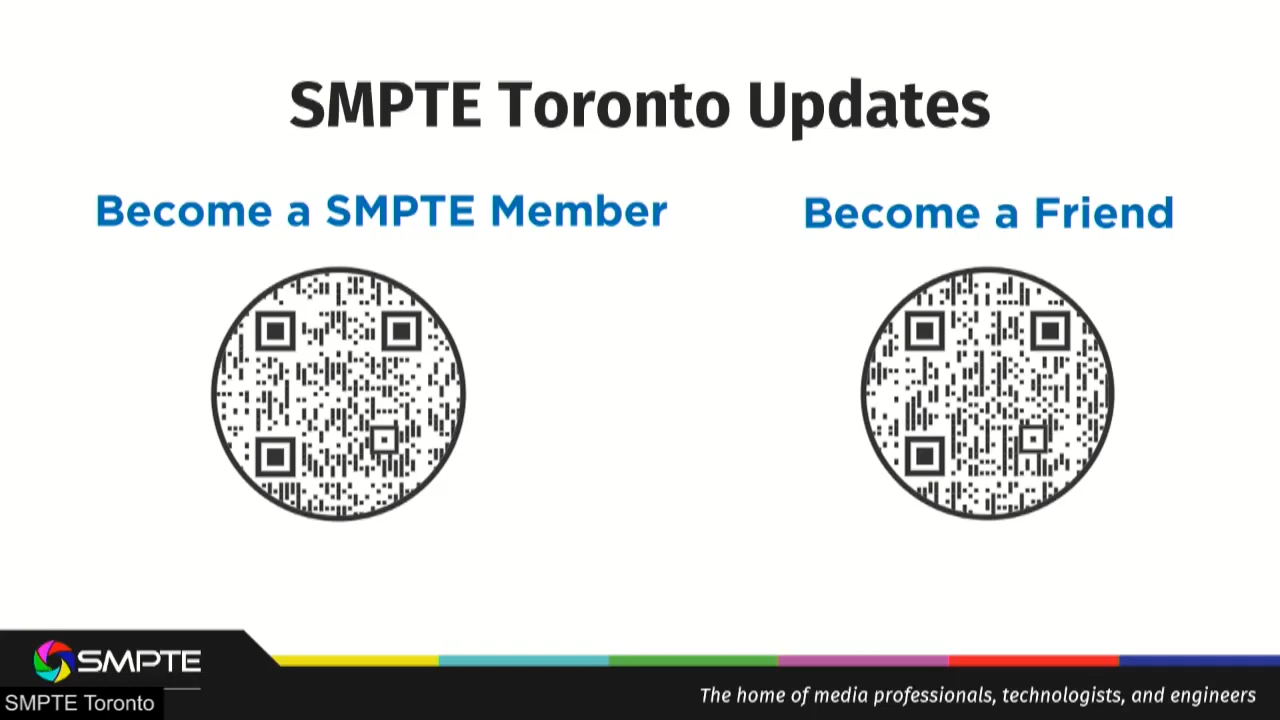 SMPTE Toronto Updates
Become a SMPTE Member
Become a Friend
SMPTE
SMPTE Toronto
The home of media professionals, technologists, and engineers